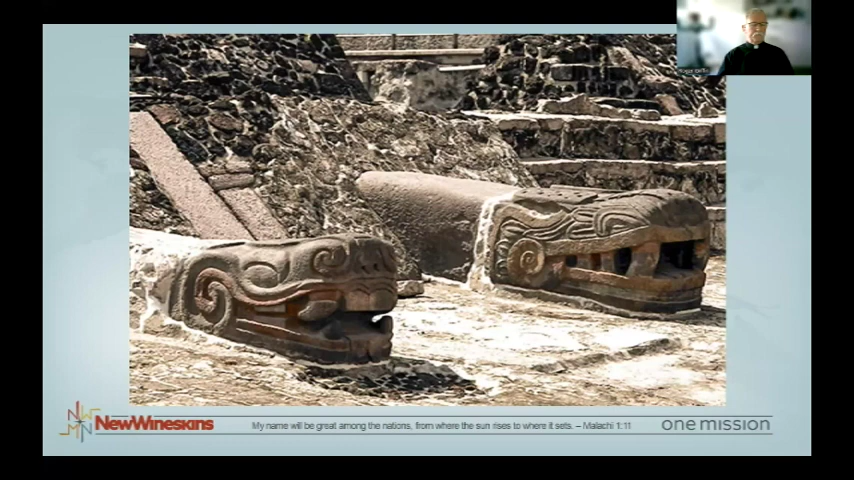 NWMN
NewWineskins
My name will be great among the nations, from where the sun rises to where it sets. – Malachi 1:11
one mission